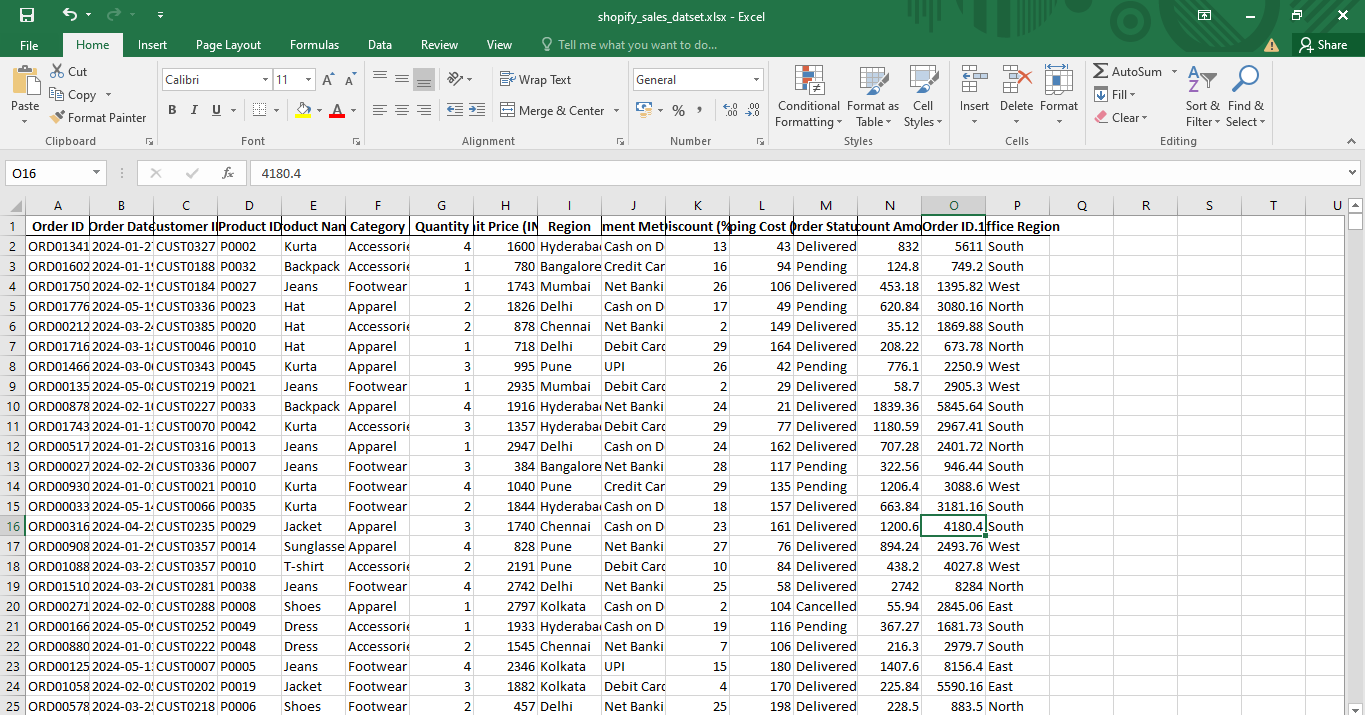 shopify_sales_datset.xlsx - Excel
File Home Insert Page Layout Formulas Data Review View Tell me what you want to do... Share
Cut
Copy
Format Painter
Paste
Calibri 11
B I U
Wrap Text
Merge & Center
General
%
Conditional Formatting
Format as Table
Cell Styles
Insert Delete Format
AutoSum
Fill
Clear
Sort & Filter
Find & Select
Clipboard Font Alignment Number Styles Cells Editing
O16 fx 4180.4
A B C D E F G H I J K L M N O P Q R S T U
1 Order ID Order Date ustomer I Product ID oduct Nan Category Quantity it Price (IN Region ment Met iscount (% ping Cost ( Order Statu count Amo Order ID.1 ffice Region
2 ORD01341 2024-01-2 CUST0327 P0002 Kurta Accessorie 4 1600 Hyderaba Cash on D 13 43 Delivered 832 5611 South
3 ORD01602 2024-01-19 CUST0188 P0032 Backpack Accessorie 1 780 Bangalore Credit Car 16 94 Pending 124.8 749.2 South
4 ORD01750 2024-02-19 CUST0184 P0027 Jeans Footwear 1 1743 Mumbai Net Banki 26 106 Delivered 453.18 1395.82 West
5 ORD01776 2024-05-19 CUST0336 P0023 Hat Apparel 2 1826 Delhi Cash on D 17 49 Pending 620.84 3080.16 North
6 ORD00212 2024-03-24 CUST0385 P0020 Hat Accessorie 2 878 Chennai Net Banki 2 149 Delivered 35.12 1869.88 South
7 ORD01716 2024-03-18 CUST0046 P0010 Hat Apparel 1 718 Delhi Debit Card 29 164 Delivered 208.22 673.78 North
8 ORD01466 2024-03-06 CUST0343 P0045 Kurta Apparel 3 995 Pune UPI 26 42 Pending 776.1 2250.9 West
9 ORD00135 2024-05-08 CUST0219 P0021 Jeans Footwear 1 2935 Mumbai Debit Card 2 29 Delivered 58.7 2905.3 West
10 ORD00878 2024-02-10 CUST0227 P0033 Backpack Apparel 4 1916 Hyderaba Net Banki 24 21 Delivered 1839.36 5845.64 South
11 ORD01743 2024-01-1 CUST0070 P0042 Kurta Accessorie 3 1357 Hyderaba Debit Card 29 77 Delivered 1180.59 2967.41 South
12 ORD00517 2024-01-28 CUST0316 P0013 Jeans Apparel 1 2947 Delhi Cash on D 24 162 Delivered 707.28 2401.72 North
13 ORD00027 2024-02-20 CUST0336 P0007 Jeans Footwear 3 384 Bangalore Net Banki 28 117 Pending 322.56 946.44 South
14 ORD00930 2024-01-0 CUST0021 P0010 Kurta Footwear 4 1040 Pune Credit Car 29 135 Pending 1206.4 3088.6 West
15 ORD00033 2024-05-14 CUST0066 P0035 Kurta Footwear 2 1844 Hyderaba Cash on D 18 157 Delivered 663.84 3181.16 South
16 ORD00316 2024-04-25 CUST0235 P0029 Jacket Apparel 3 1740 Chennai Cash on D 23 161 Delivered 1200.6 4180.4 South
17 ORD00908 2024-01-29 CUST0357 P0014 Sunglasse Apparel 4 828 Pune Net Banki 27 76 Delivered 894.24 2493.76 West
18 ORD01088 2024-03-2 CUST0357 P0010 T-shirt Accessorie 2 2191 Pune Debit Card 10 84 Delivered 438.2 4027.8 West
19 ORD01510 2024-03-20 CUST0281 P0038 Jeans Footwear 4 2742 Delhi Net Banki 25 58 Delivered 2742 8284 North
20 ORD00271 2024-02-0 CUST0288 P0008 Shoes Apparel 1 2797 Kolkata Cash on D 2 104 Cancelled 55.94 2845.06 East
21 ORD00166 2024-05-09 CUST0252 P0049 Dress Accessorie 1 1933 Hyderaba Cash on D 19 116 Pending 367.27 1681.73 South
22 ORD00880 2024-01-0 CUST0222 P0048 Dress Accessorie 2 1545 Chennai Net Banki 7 106 Delivered 216.3 2979.7 South
23 ORD00125 2024-05-1 CUST0007 P0005 Jeans Footwear 4 2346 Kolkata UPI 15 180 Delivered 1407.6 8156.4 East
24 ORD01058 2024-02-05 CUST0202 P0019 Jacket Footwear 3 1882 Kolkata Debit Card 4 170 Delivered 225.84 5590.16 East
25 ORD00578 2024-03-25 CUST0218 P0006 Shoes Footwear 2 457 Delhi Net Banki 25 198 Delivered 228.5 883.5 North